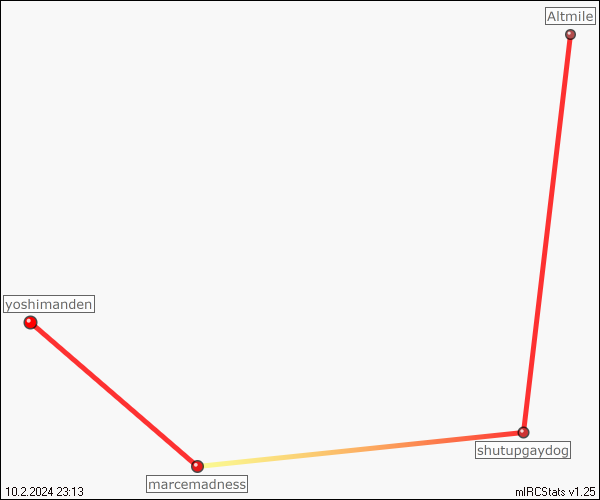 Altmile
yoshimanden
shutupgaydog
marcemadness
10.2.2024 23:13
mIRCStats v1.25